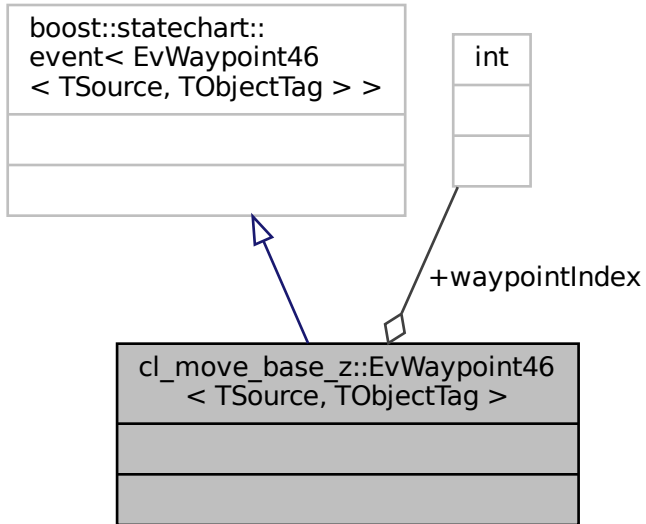 boost::statechart::
event< EvWaypoint46
< TSource, TObjectTag > >
int
+waypointIndex
cl_move_base_z::EvWaypoint46
< TSource, TObjectTag >